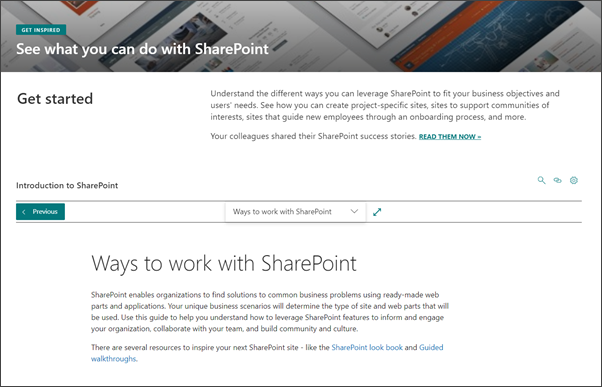 GET INSPIRED
See what you can do with SharePoint
Get started
Understand the different ways you can leverage SharePoint to fit your business objectives and
users' needs. See how you can create project-specific sites, sites to support communities of
interests, sites that guide new employees through an onboarding process, and more.
Your colleagues shared their SharePoint success stories. READ THEM NOW »
Introduction to SharePoint
Previous
Ways to work with SharePoint
Ways to work with SharePoint
SharePoint enables organizations to find solutions to common business problems using ready-made web
parts and applications. Your unique business scenarios will determine the type of site and web parts that will
be used. Use this guide to help you understand how to leverage SharePoint features to inform and engage
your organization, collaborate with your team, and build community and culture.
There are several resources to inspire your next SharePoint site - like the SharePoint look book and Guided
walkthroughs.